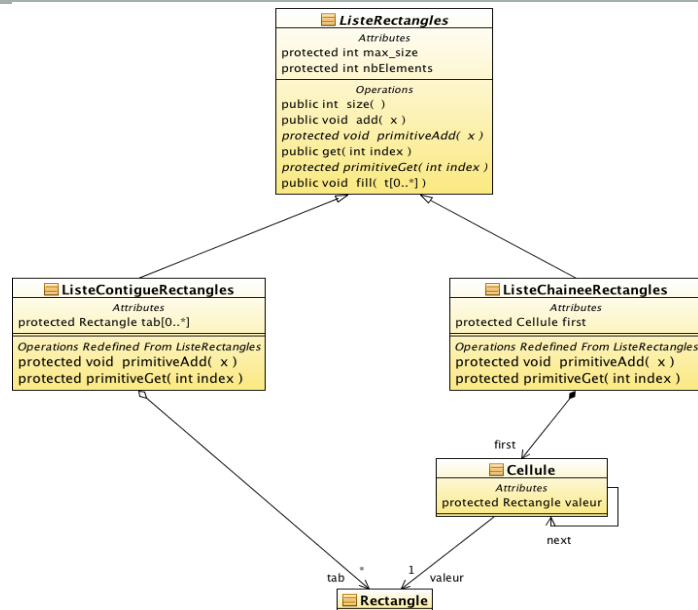 ListeRectangles
Attributes
protected int max_size
protected int nbElements
Operations
public int size( )
public void add( x )
protected void primitiveAdd( x )
public get( int index )
protected primitiveGet( int index )
public void fill( t[0..*] )
ListeContigueRectangles
Attributes
protected Rectangle tab[0..*]
Operations Redefined From ListeRectangles
protected void primitiveAdd( x )
protected primitiveGet( int index )
ListeChaineeRectangles
Attributes
protected Cellule first
Operations Redefined From ListeRectangles
protected void primitiveAdd( x )
protected primitiveGet( int index )
first
Cellule
Attributes
protected Rectangle valeur
next
tab
*
1
valeur
Rectangle